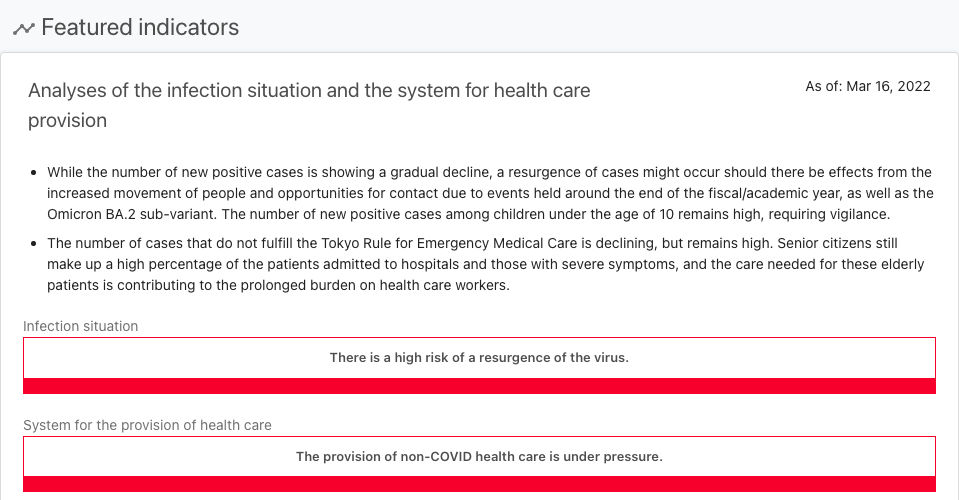 Featured indicators
Analyses of the infection situation and the system for health care
provision
As of: Mar 16, 2022
While the number of new positive cases is showing a gradual decline, a resurgence of cases might occur should there be effects from the
increased movement of people and opportunities for contact due to events held around the end of the fiscal/academic year, as well as the
Omicron BA.2 sub-variant. The number of new positive cases among children under the age of 10 remains high, requiring vigilance.
The number of cases that do not fulfill the Tokyo Rule for Emergency Medical Care is declining, but remains high. Senior citizens still
make up a high percentage of the patients admitted to hospitals and those with severe symptoms, and the care needed for these elderly
patients is contributing to the prolonged burden on health care workers.
Infection situation
There is a high risk of a resurgence of the virus.
System for the provision of health care
The provision of non-COVID health care is under pressure.